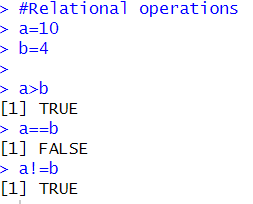 > #Relational operations
> a=10
> b=4
>
> a>b
[1] TRUE
> a==b
[1] FALSE
> a!=b
[1] TRUE